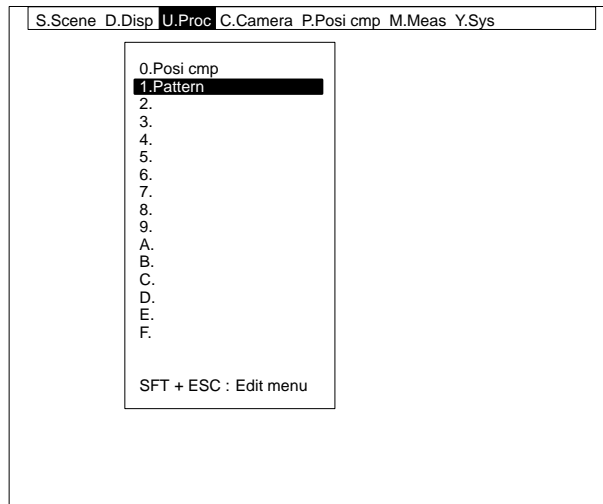 S.Scene D.Disp U.Proc C.Camera P.Posi cmp M.Meas Y.Sys
0.Posi cmp
1.Pattern
2.
3.
4.
5.
6.
7.
8.
9.
A.
B.
C.
D.
E.
F.
SFT + ESC : Edit menu